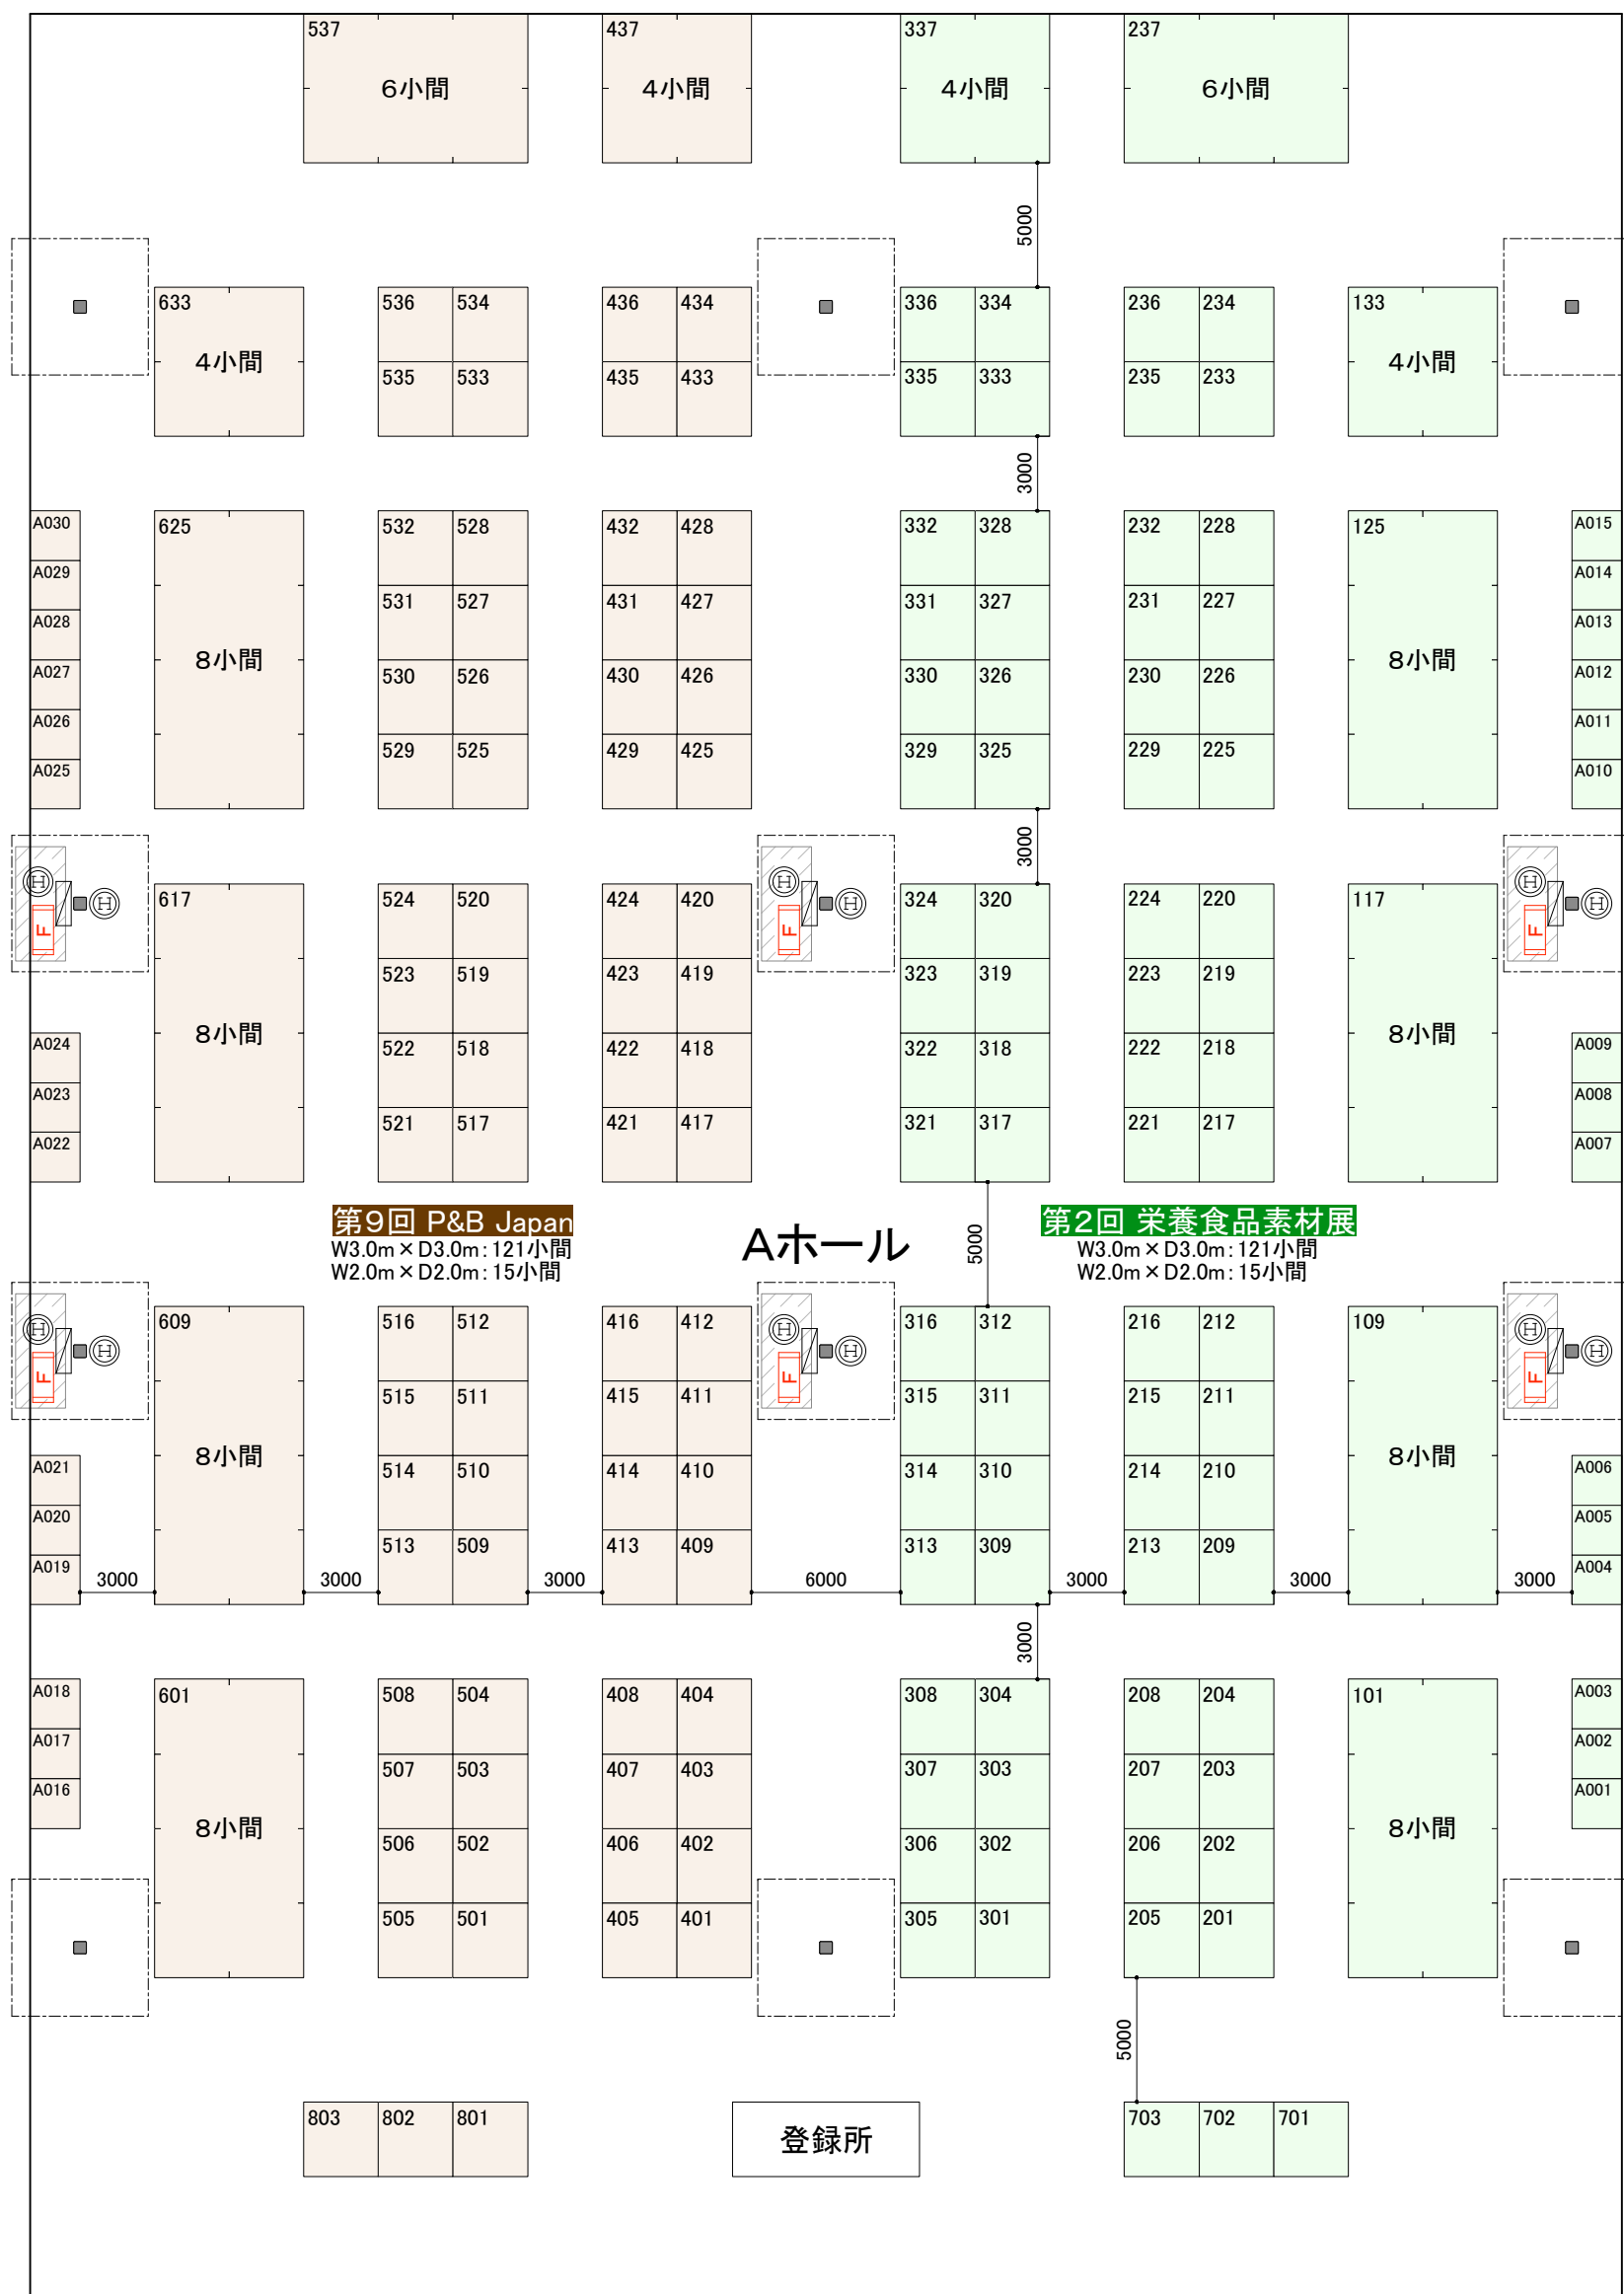 537
437
337
237
6小間
4小間
4小間
6小間
5000
633
536
534
436
434
336
334
236
234
133
4小間
4小間
535
533
435
433
335
333
235
233
3000
A030
625
532
528
432
428
332
328
232
228
125
A015
A029
531
527
431
427
331
327
231
227
A014
A028
A013
8小間
8小間
A027
530
526
430
426
330
326
230
226
A012
A026
A011
529
525
429
425
329
325
229
225
A025
A010
3000
H
H
F
617
524
520
424
420
H
H
F
324
320
224
220
117
H
H
F
523
519
423
419
323
319
223
219
8小間
8小間
A024
522
518
422
418
322
318
222
218
A009
A023
A008
A022
521
517
421
417
321
317
221
217
A007
第9回 P&B Japan
W3.0m×D3.0m:121小間
W2.0m×D2.0m:15小間
Aホール
5000
第2回 栄養食品素材展
W3.0m×D3.0m:121小間
W2.0m×D2.0m:15小間
H
H
F
609
516
512
416
412
H
H
F
316
312
216
212
109
H
H
F
515
511
415
411
315
311
215
211
8小間
8小間
A021
514
510
414
410
314
310
214
210
A006
A020
A005
A019
513
509
413
409
313
309
213
209
A004
3000
3000
3000
6000
3000
3000
3000
3000
A018
601
508
504
408
404
308
304
208
204
101
A003
A017
507
503
407
403
307
303
207
203
A002
A016
A001
8小間
8小間
506
502
406
402
306
302
206
202
505
501
405
401
305
301
205
201
5000
803
802
801
登録所
703
702
701